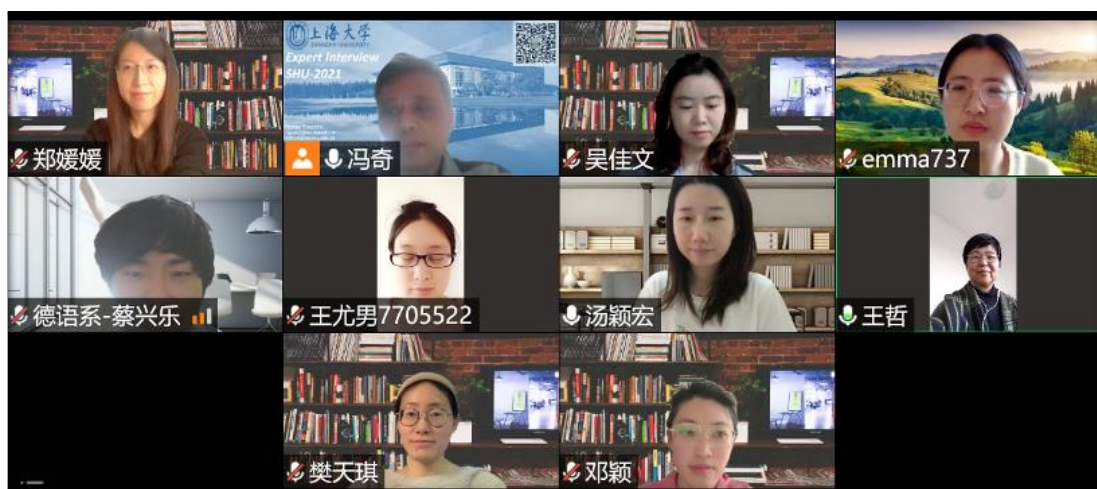 上海大学
SHANGHAI UNIVERSITY
Expert Interview
SHU-2021
郑媛媛
冯奇
吴佳文
emma737
德语系-蔡兴乐
王尤男7705522
汤颖宏
王哲
樊天琪
邓颖